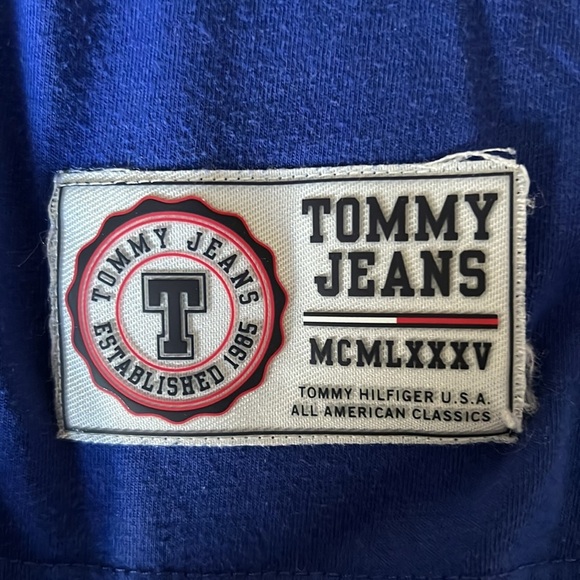 TOMMY JEANS
T
ESTABLISHED 1985
TOMMY
JEANS
MCMLXXXV
TOMMY HILFIGER U.S.A.
ALL AMERICAN CLASSICS